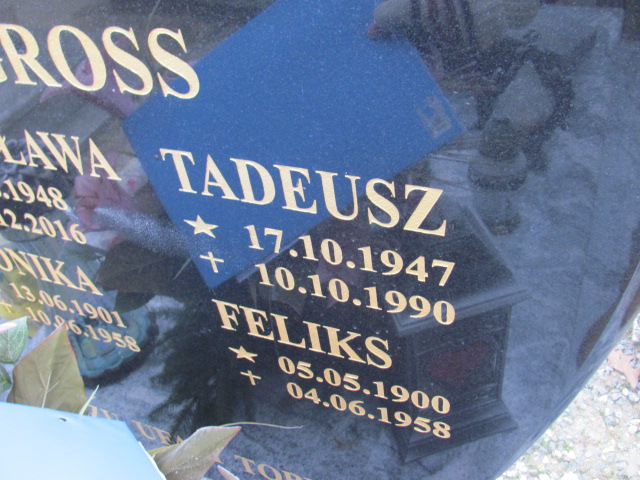 GROSS
ŁAWA
.1948
.12.2016
ONIKA
13.06.1901
10.06.1958
TADEUSZ
17.10.1947
10.10.1990
FELIKS
05.05.1900
04.06.1958